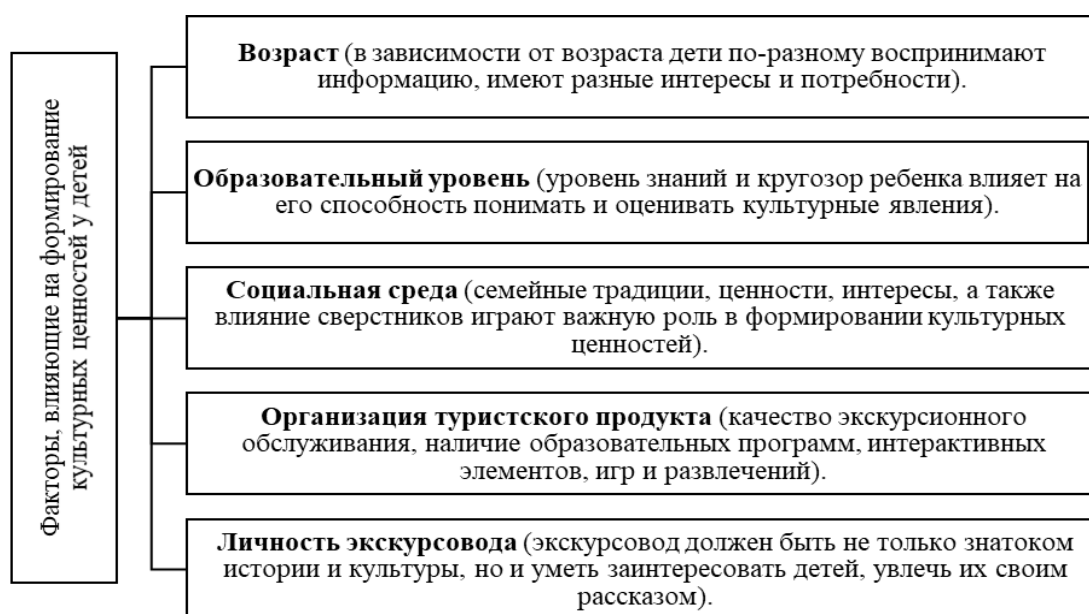 Факторы, влияющие на формирование
культурных ценностей у детей
Возраст (в зависимости от возраста дети по-разному воспринимают
информацию, имеют разные интересы и потребности).
Образовательный уровень (уровень знаний и кругозор ребенка влияет на
его способность понимать и оценивать культурные явления).
Социальная среда (семейные традиции, ценности, интересы, а также
влияние сверстников играют важную роль в формировании культурных
ценностей).
Организация туристского продукта (качество экскурсионного
обслуживания, наличие образовательных программ, интерактивных
элементов, игр и развлечений).
Личность экскурсовода (экскурсовод должен быть не только знатоком
истории и культуры, но и уметь заинтересовать детей, увлечь их своим
рассказом).